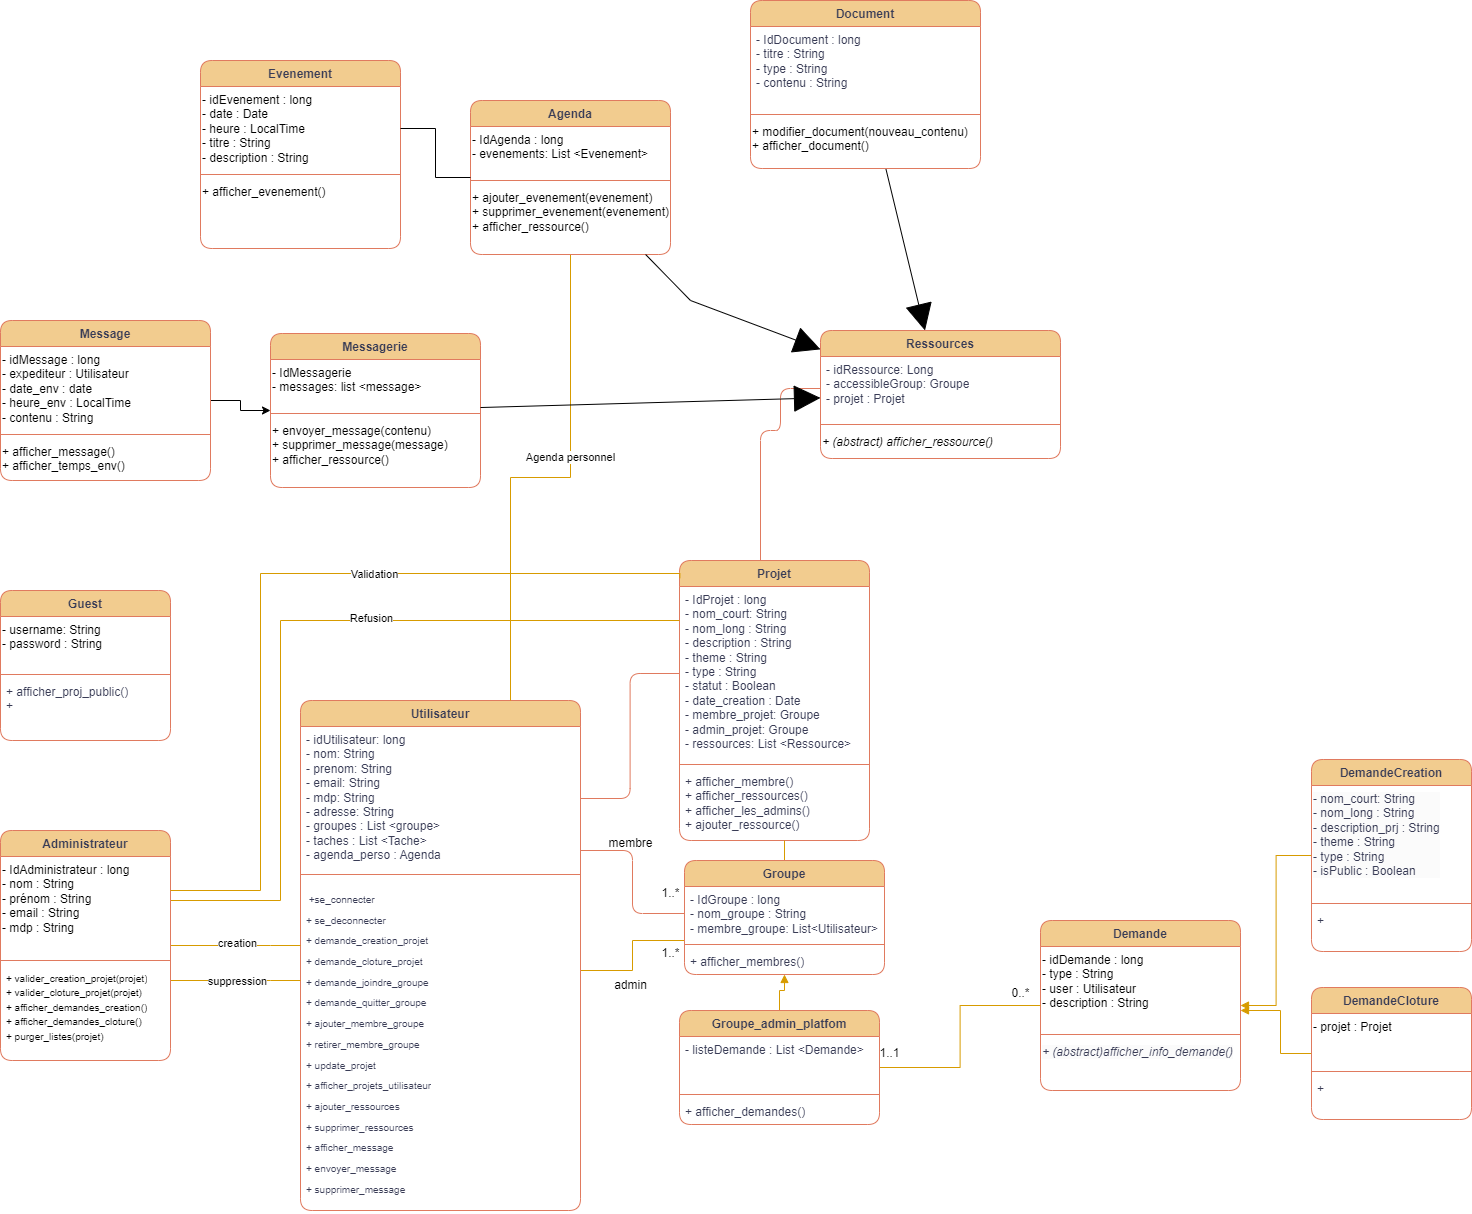 Document
- IdDocument : long
- titre : String
- type : String
- contenu : String
+ modifier_document(nouveau_contenu)
+ afficher_document()
Evenement
- idEvenement : long
- date : Date
- heure : LocalTime
- titre : String
- description : String
+ afficher_evenement()
Agenda
- IdAgenda : long
- evenements: List <Evenement>
+ ajouter_evenement(evenement)
+ supprimer_evenement(evenement)
+ afficher_ressource()
Message
- idMessage : long
- expediteur : Utilisateur
- date_env : date
- heure_env : LocalTime
- contenu : String
+ afficher_message()
+ afficher_temps_env()
Messagerie
- IdMessagerie
- messages: list <message>
+ envoyer_message(contenu)
+ supprimer_message(message)
+ afficher_ressource()
Ressources
- idRessource: Long
- accessibleGroup: Groupe
- projet : Projet
+ (abstract) afficher_ressource()
Agenda personnel
Validation
Refusion
Guest
- username: String
- password : String
+ afficher_proj_public()
+
Projet
- IdProjet : long
- nom_court: String
- nom_long : String
- description : String
- theme : String
- type : String
- statut : Boolean
- date_creation : Date
- membre_projet: Groupe
- admin_projet: Groupe
- ressources: List <Ressource>
+ afficher_membre()
+ afficher_ressources()
+ afficher_les_admins()
+ ajouter_ressource()
Utilisateur
- idUtilisateur: long
- nom: String
- prenom: String
- email: String
- mdp: String
- adresse: String
- groupes : List <groupe>
- taches : List <Tache>
- agenda_perso : Agenda
+se_connecter
+ se_deconnecter
+ demande_creation_projet
+ demande_cloture_projet
+ demande_joindre_groupe
+ demande_quitter_groupe
+ ajouter_membre_groupe
+ retirer_membre_groupe
+ update_projet
+ afficher_projets_utilisateur
+ ajouter_ressources
+ supprimer_ressources
+ afficher_message
+ envoyer_message
+ supprimer_message
Administrateur
- IdAdministrateur : long
- nom : String
- prénom : String
- email : String
- mdp : String
+ valider_creation_projet(projet)
+ valider_cloture_projet(projet)
+ afficher_demandes_creation()
+ afficher_demandes_cloture()
+ purger_listes(projet)
creation
suppression
membre
1..*
1..*
admin
Groupe
- IdGroupe : long
- nom_groupe : String
- membre_groupe: List<Utilisateur>
+ afficher_membres()
Groupe_admin_platfom
- listeDemande : List <Demande>
+ afficher_demandes()
1..1
0..*
Demande
- idDemande : long
- type : String
- user : Utilisateur
- description : String
+ (abstract)afficher_info_demande()
DemandeCreation
- nom_court: String
- nom_long : String
- description_prj : String
- theme : String
- type : String
- isPublic : Boolean
+
DemandeCloture
- projet : Projet
+